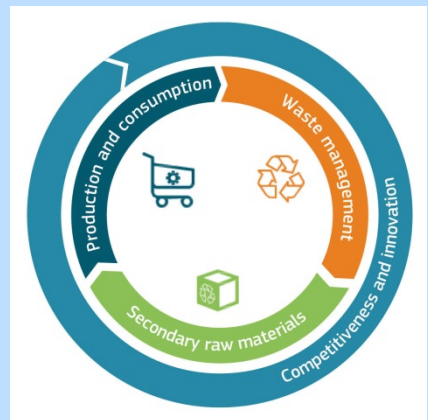 Production and consumption
Waste management
Secondary raw materials
Competitiveness and innovation